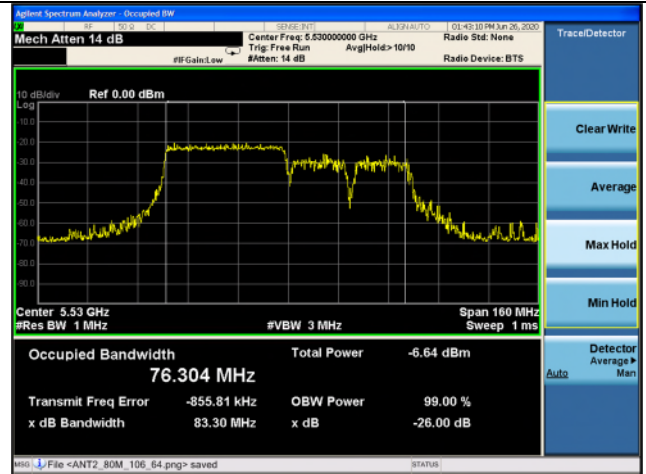 Agilent Spectrum Analyzer - Occupied BW
RF 50 Ω DC SENSE:INT ALIGN AUTO 01:43:10 PM Jun 26, 2020
Mech Atten 14 dB Center Freq: 5.530000000 GHz Radio Std: None
Trig: Free Run Avg|Hold:> 10/10
#IFGain:Low #Atten: 14 dB Radio Device: BTS
Trace/Detector
10 dB/div Ref 0.00 dBm
Log
-10.0
-20.0
-30.0
-40.0
-50.0
-60.0
-70.0
-80.0
-90.0
Center 5.53 GHz Span 160 MHz
#Res BW 1 MHz #VBW 3 MHz Sweep 1 ms
Occupied Bandwidth Total Power -6.64 dBm
76.304 MHz
Transmit Freq Error -855.81 kHz OBW Power 99.00 %
x dB Bandwidth 83.30 MHz x dB -26.00 dB
Clear Write
Average
Max Hold
Min Hold
Detector
Average ▶
Auto Man
MSG File <ANT2_80M_106_64.png> saved STATUS